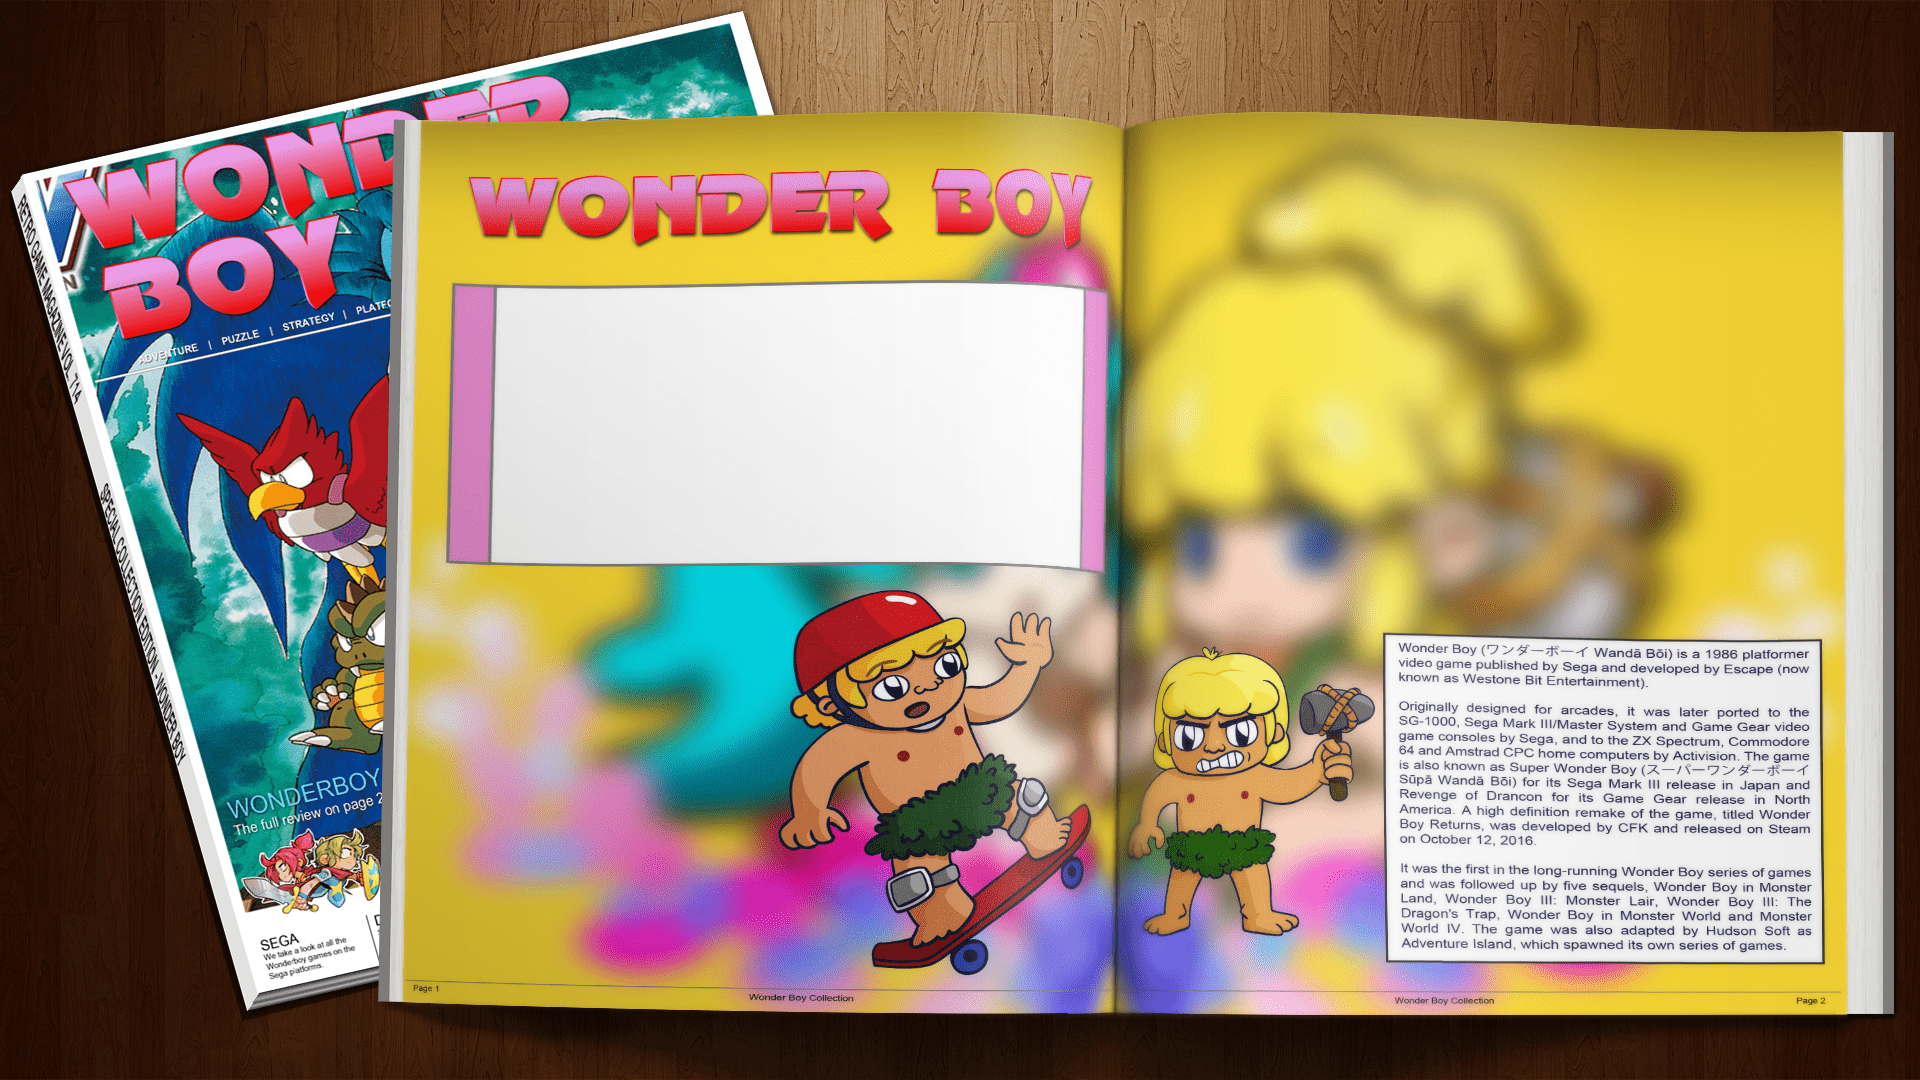 WONDER
BOY
ADVENTURE | PUZZLE | STRATEGY |
RETRO GAME MAGAZINE VOL. 714
SPECIAL COLLECTION EDITION - WONDER BOY
WONDERBOY
The full review on page 2
SEGA
We take a look at all the
Wonderboy games on the
Sega platforms.
WONDER BOY
Page 1
Wonder Boy Collection
Wonder Boy (ワンダーボーイ Wandā Bōi) is a 1986 platformer
video game published by Sega and developed by Escape (now
known as Westone Bit Entertainment).
Originally designed for arcades, it was later ported to the
SG-1000, Sega Mark III/Master System and Game Gear video
game consoles by Sega, and to the ZX Spectrum, Commodore
64 and Amstrad CPC home computers by Activision. The game
is also known as Super Wonder Boy (スーパーワンダーボーイ
Sūpā Wandā Bōi) for its Sega Mark III release in Japan and
Revenge of Drancon for its Game Gear release in North
America. A high definition remake of the game, titled Wonder
Boy Returns, was developed by CFK and released on Steam
on October 12, 2016.
It was the first in the long-running Wonder Boy series of games
and was followed up by five sequels, Wonder Boy in Monster
Land, Wonder Boy III: Monster Lair, Wonder Boy III: The
Dragon's Trap, Wonder Boy in Monster World and Monster
World IV. The game was also adapted by Hudson Soft as
Adventure Island, which spawned its own series of games.
Wonder Boy Collection
Page 2